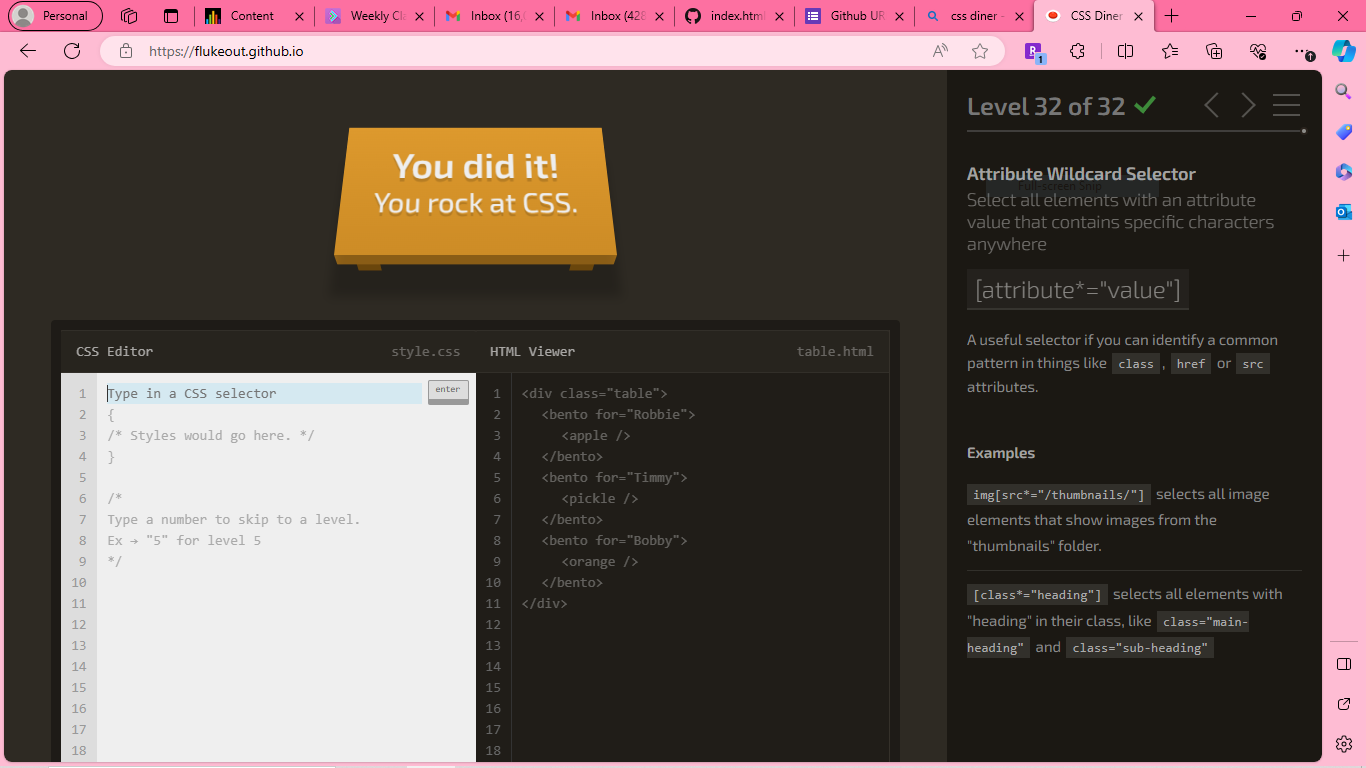 Personal
Content
Weekly Cla
Inbox (16,
Inbox (428
index.html
Github UR
css diner -
CSS Diner
https://flukeout.github.io
1
You did it!
You rock at CSS.
Level 32 of 32
Attribute Wildcard Selector
Full-screen Snip
Select all elements with an attribute
value that contains specific characters
anywhere
[attribute*="value"]
A useful selector if you can identify a common
pattern in things like class , href or src
attributes.
Examples
img[src*="/thumbnails/"] selects all image
elements that show images from the
"thumbnails" folder.
[class*="heading"] selects all elements with
"heading" in their class, like class="main-
heading" and class="sub-heading"
CSS Editor style.css
1 Type in a CSS selector enter
2 {
3 /* Styles would go here. */
4 }
5
6 /*
7 Type a number to skip to a level.
8 Ex → "5" for level 5
9 */
10
11
12
13
14
15
16
17
18
HTML Viewer table.html
1 <div class="table">
2 <bento for="Robbie">
3 <apple />
4 </bento>
5 <bento for="Timmy">
6 <pickle />
7 </bento>
8 <bento for="Bobby">
9 <orange />
10 </bento>
11 </div>
12
13
14
15
16
17
18